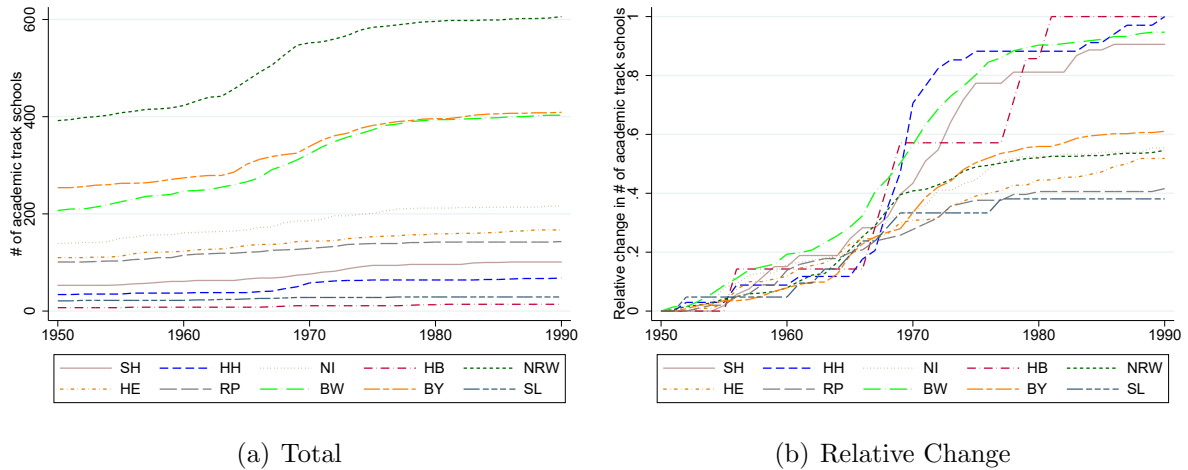 # of academic track schools
600
400
200
0
1950 1960 1970 1980 1990
SH HH NI HB NRW
HE RP BW BY SL
(a) Total
Relative change in # of academic track schools
1
.8
.6
.4
.2
0
1950 1960 1970 1980 1990
SH HH NI HB NRW
HE RP BW BY SL
(b) Relative Change